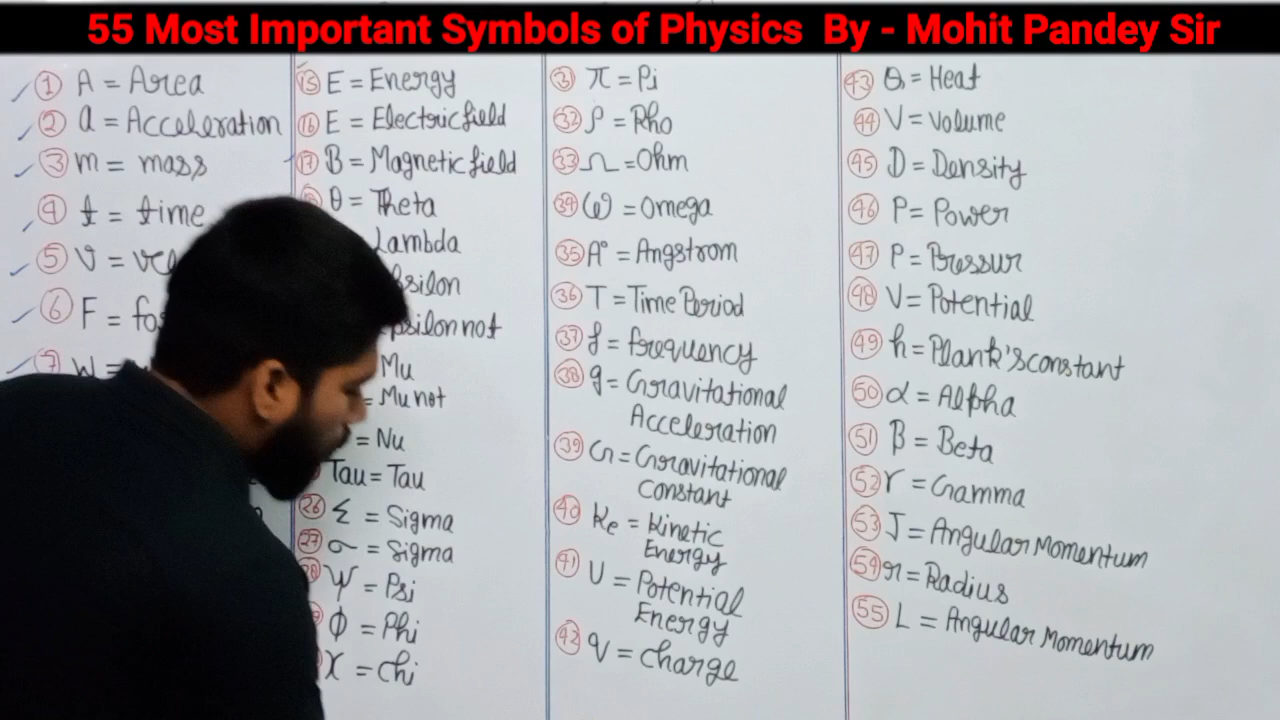 55 Most Important Symbols of Physics By - Mohit Pandey Sir
1 A = Area
2 a = Acceleration
3 m = mass
4 t = time
5 v =
6 F =
7 W =
15 E = Energy
16 E = Electric field
17 B = Magnetic field
θ = Theta
Lambda
Mu
= Mu not
= Nu
Tau = Tau
26 Σ = Sigma
27 σ = Sigma
ψ = Psi
ϕ = Phi
χ = chi
31 π = Pi
32 ρ = Rho
33 Ω = Ohm
34 ω = Omega
35 A° = Angstrom
36 T = Time Period
37 f = frequency
38 g = Gravitational
Acceleration
39 G = Gravitational
Constant
40 Ke = Kinetic
Energy
41 U = Potential
Energy
42 q = charge
43 Q = Heat
44 V = volume
45 D = Density
46 P = Power
47 P = Pressur
48 V = Potential
49 h = Plank's constant
50 α = Alpha
51 β = Beta
52 γ = Gamma
53 J = Angular Momentum
54 r = Radius
55 L = Angular Momentum